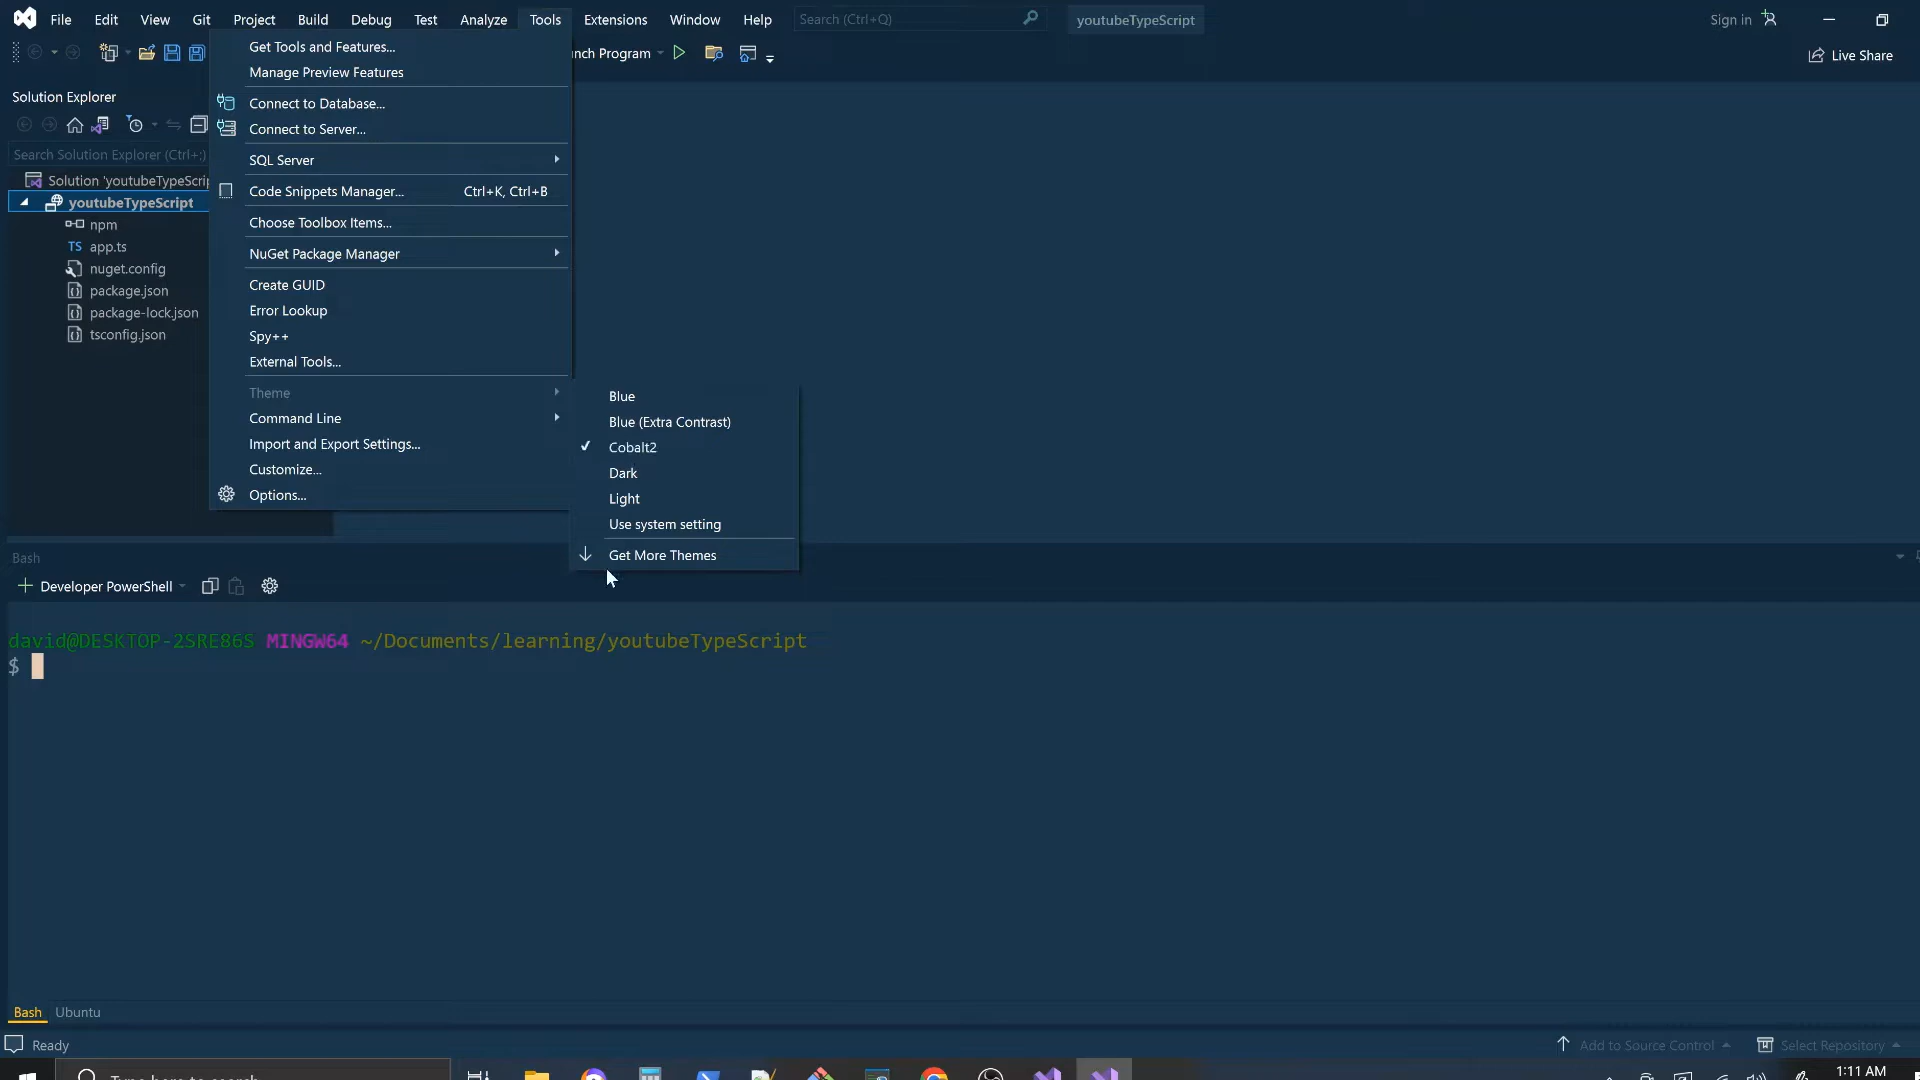 File Edit View Git Project Build Debug Test Analyze Tools Extensions Window Help Search (Ctrl+Q) youtubeTypeScript Sign in
nch Program Live Share
Get Tools and Features...
Manage Preview Features
Connect to Database...
Connect to Server...
SQL Server
Code Snippets Manager... Ctrl+K, Ctrl+B
Choose Toolbox Items...
NuGet Package Manager
Create GUID
Error Lookup
Spy++
External Tools...
Theme
Command Line
Import and Export Settings...
Customize...
Options...
Blue
Blue (Extra Contrast)
Cobalt2
Dark
Light
Use system setting
Get More Themes
Solution Explorer
Search Solution Explorer (Ctrl+;)
Solution 'youtubeTypeScrip
youtubeTypeScript
npm
TS app.ts
nuget.config
package.json
package-lock.json
tsconfig.json
Bash
Developer PowerShell
david@DESKTOP-2SRE86S MINGW64 ~/Documents/learning/youtubeTypeScript
$
Bash Ubuntu
Ready Add to Source Control Select Repository
Type here to search
1:11 AM